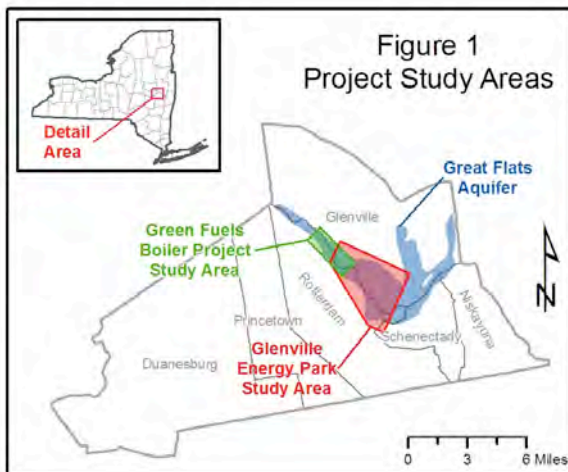 Figure 1
Project Study Areas
Detail
Area
Great Flats
Aquifer
Glenville
Green Fuels
Boiler Project
Study Area
Rotterdam
Niskayuna
Princetown
Schenectady
Duanesburg
Glenville
Energy Park
Study Area
N
0 3 6 Miles